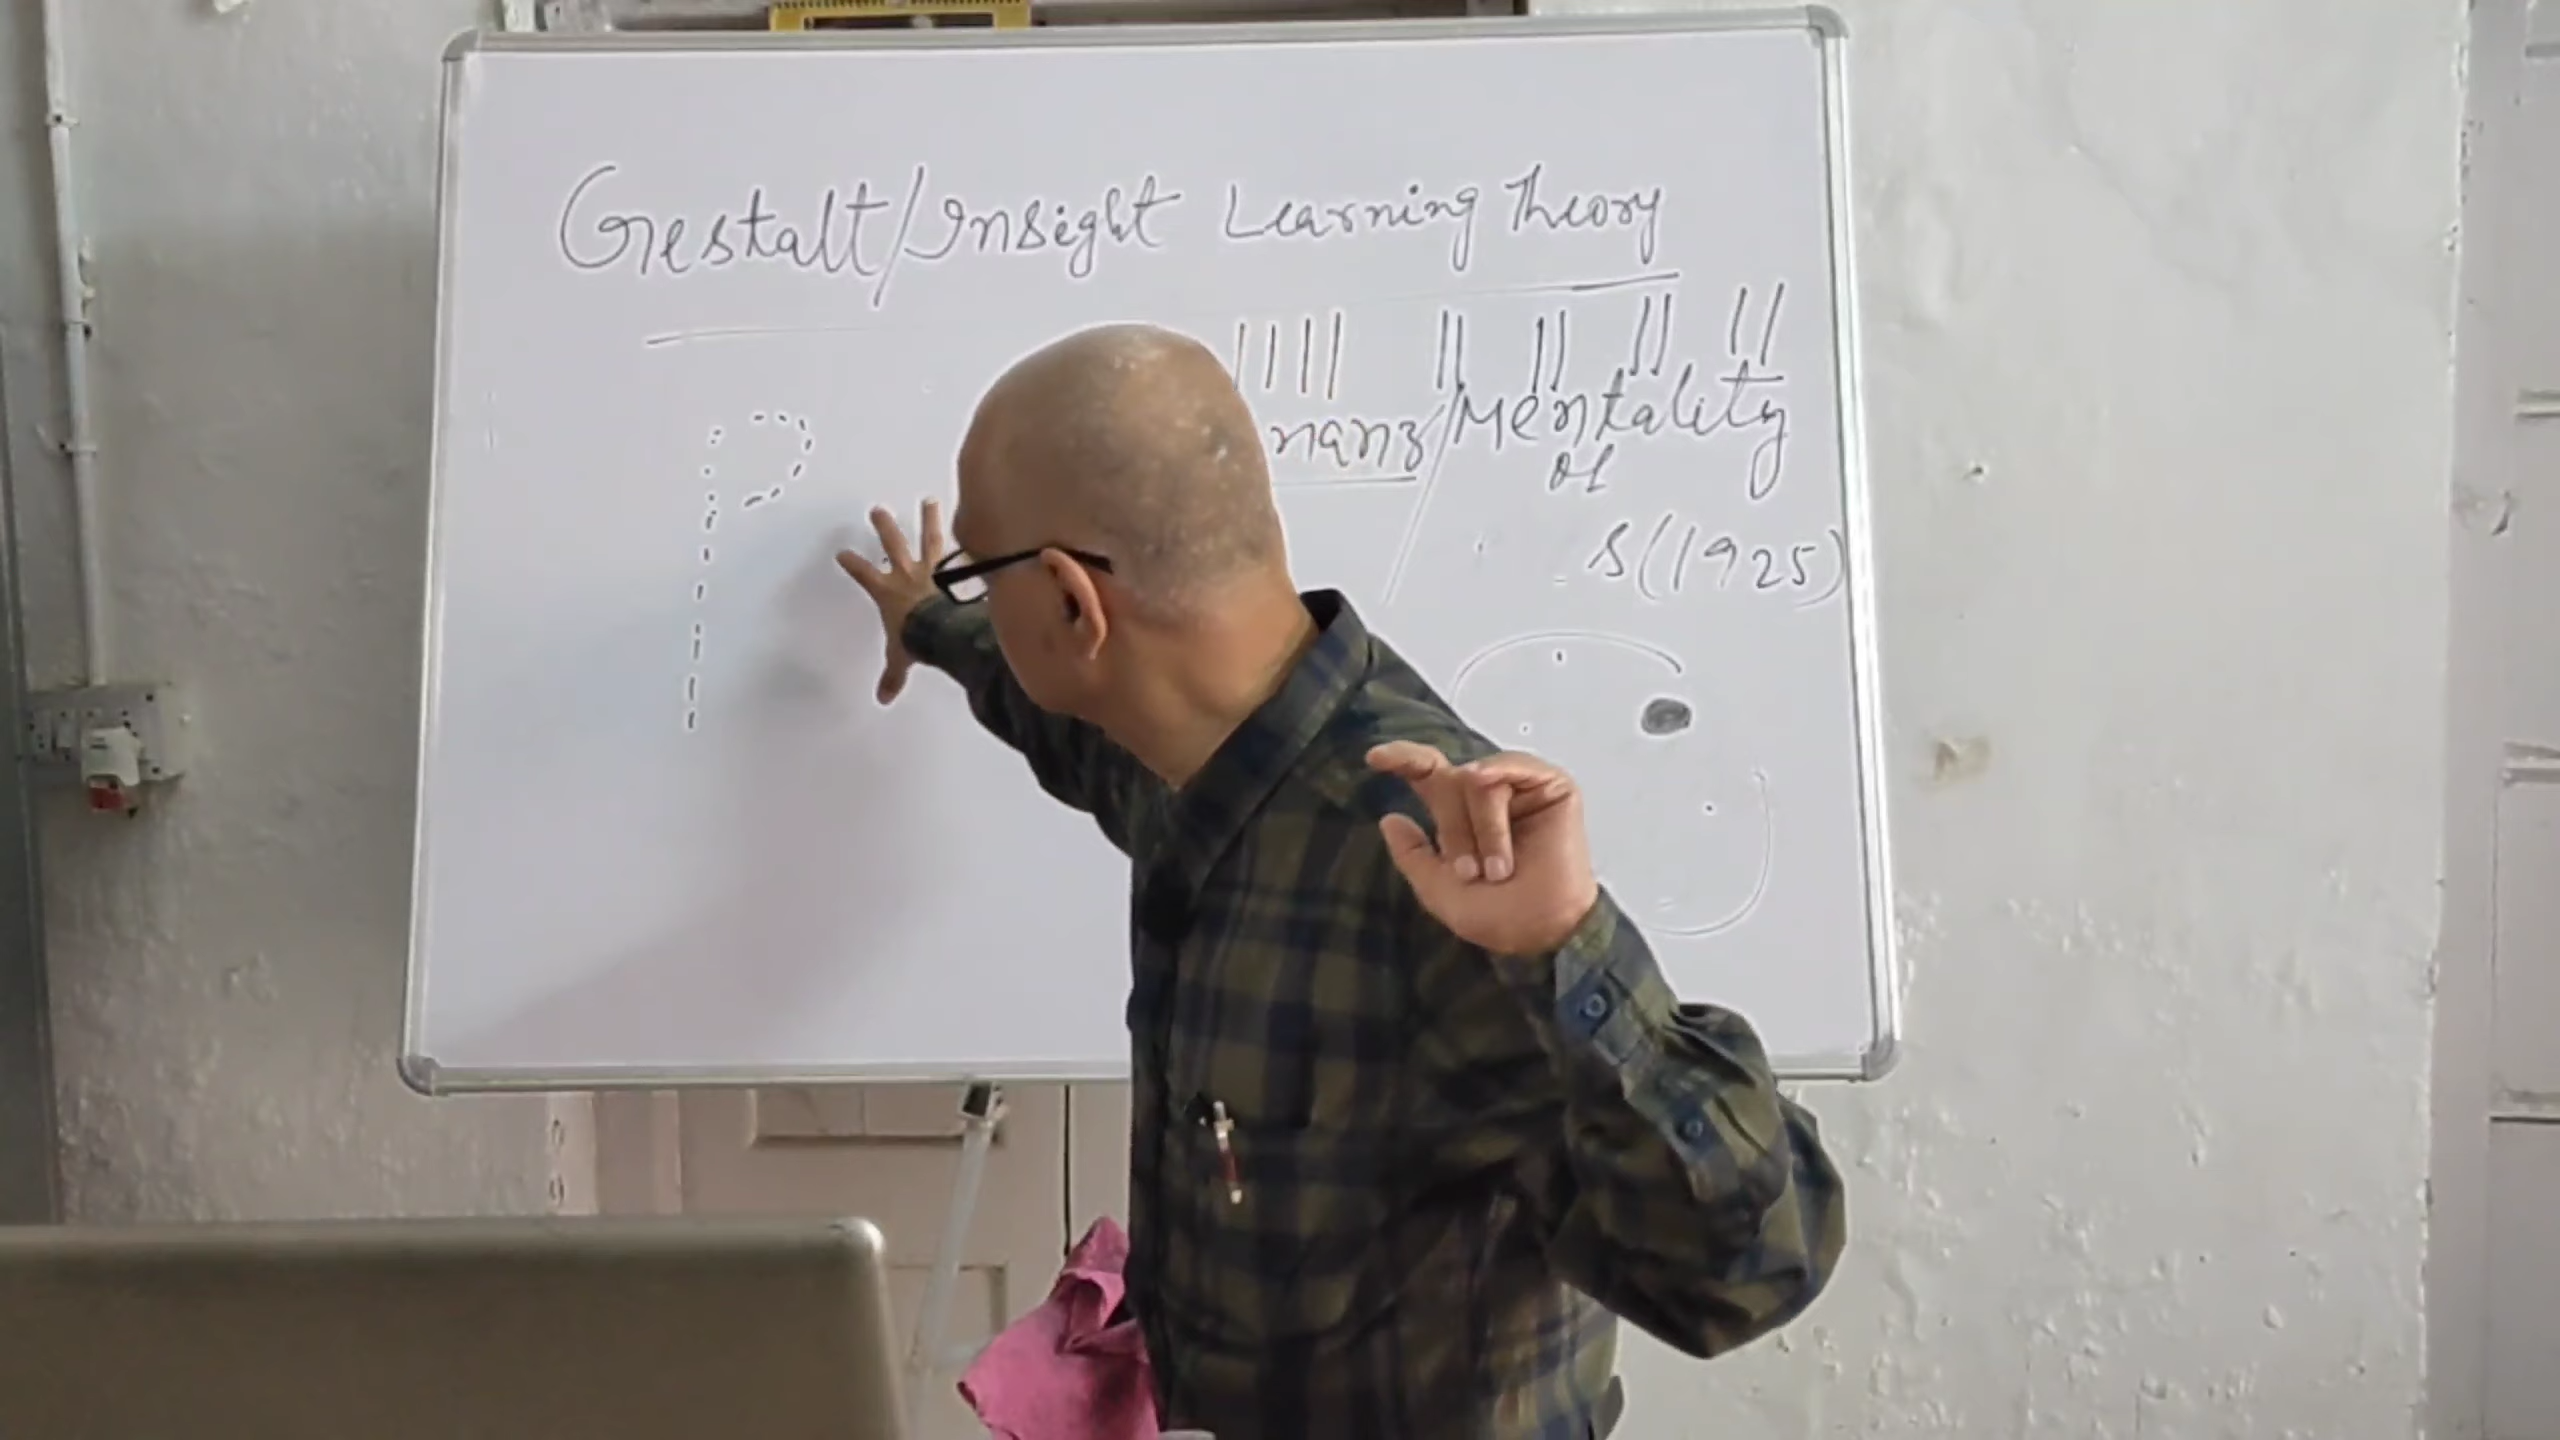 Gestalt/Insight Learning Theory
P
/Mentality
of
s(1925)